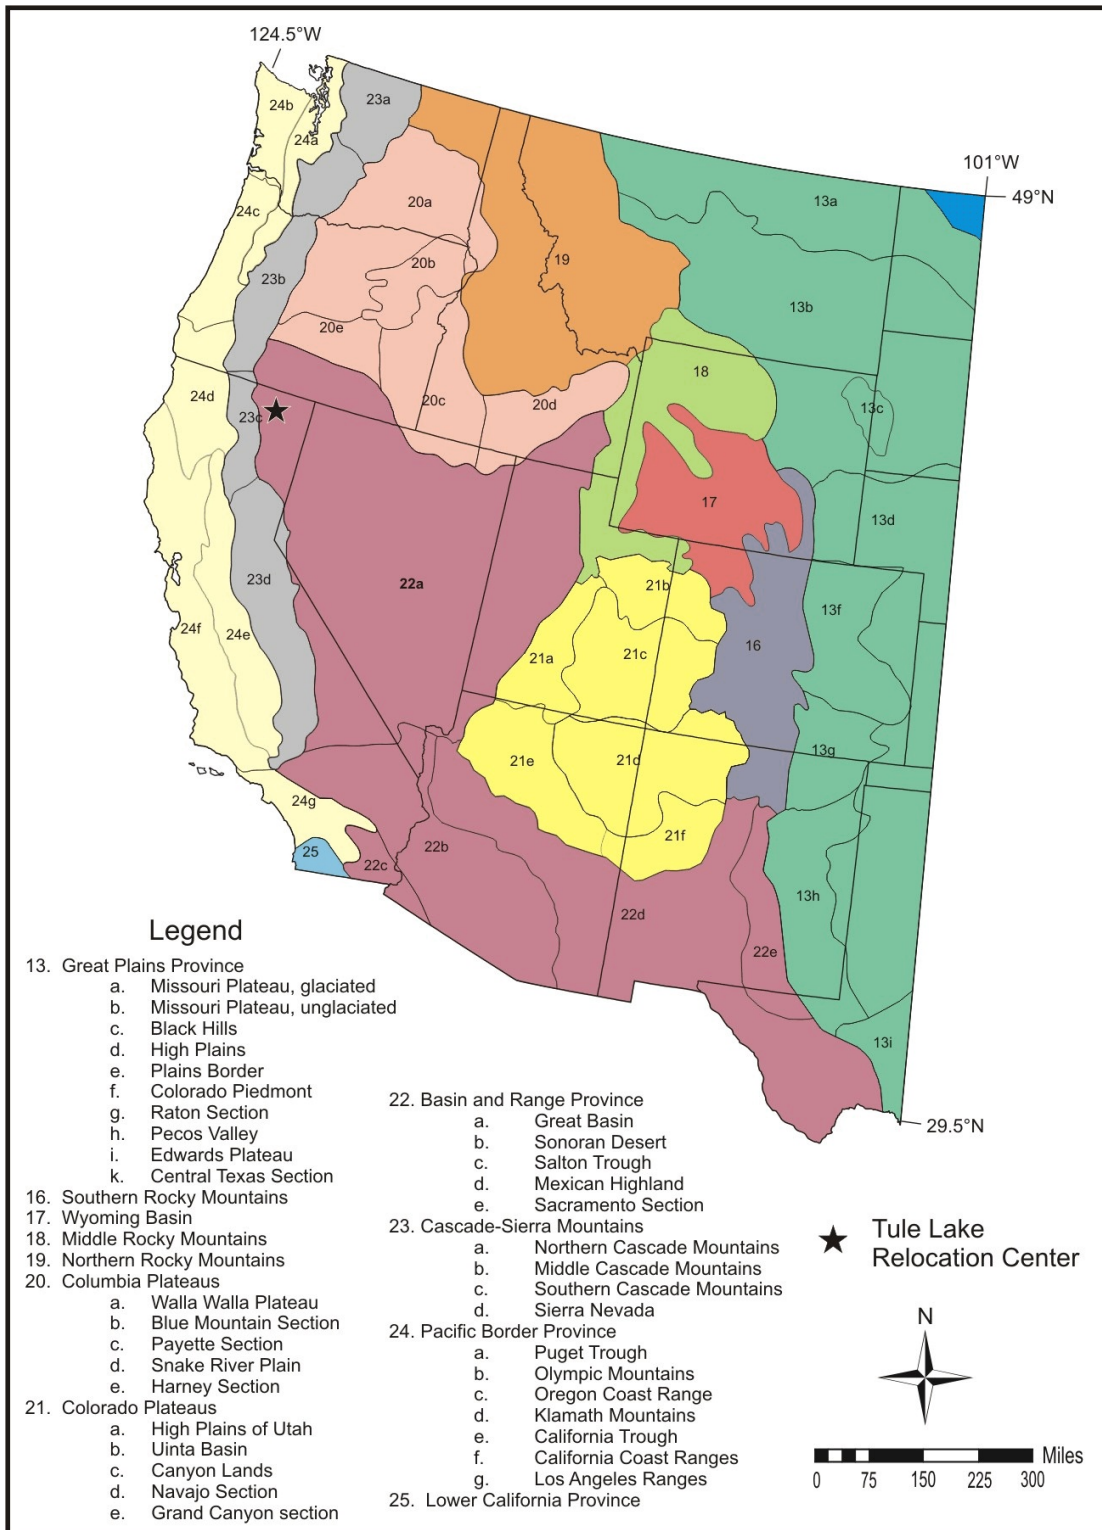 124.5°W
101°W
49°N
24b
24a
23a
24c
20a
13a
23b
20b
19
13b
20e
18
24d
23c
20c
20d
13c
17
13d
23d
22a
21b
13f
24f
24e
21a
21c
16
21e
21d
13g
24g
21f
25
22c
22b
13h
22d
22e
13i
29.5°N
Legend
13. Great Plains Province
a. Missouri Plateau, glaciated
b. Missouri Plateau, unglaciated
c. Black Hills
d. High Plains
e. Plains Border
f. Colorado Piedmont
g. Raton Section
h. Pecos Valley
i. Edwards Plateau
k. Central Texas Section
16. Southern Rocky Mountains
17. Wyoming Basin
18. Middle Rocky Mountains
19. Northern Rocky Mountains
20. Columbia Plateaus
a. Walla Walla Plateau
b. Blue Mountain Section
c. Payette Section
d. Snake River Plain
e. Harney Section
21. Colorado Plateaus
a. High Plains of Utah
b. Uinta Basin
c. Canyon Lands
d. Navajo Section
e. Grand Canyon section
22. Basin and Range Province
a. Great Basin
b. Sonoran Desert
c. Salton Trough
d. Mexican Highland
e. Sacramento Section
23. Cascade-Sierra Mountains
a. Northern Cascade Mountains
b. Middle Cascade Mountains
c. Southern Cascade Mountains
d. Sierra Nevada
24. Pacific Border Province
a. Puget Trough
b. Olympic Mountains
c. Oregon Coast Range
d. Klamath Mountains
e. California Trough
f. California Coast Ranges
g. Los Angeles Ranges
25. Lower California Province
Tule Lake
Relocation Center
N
Miles
0 75 150 225 300